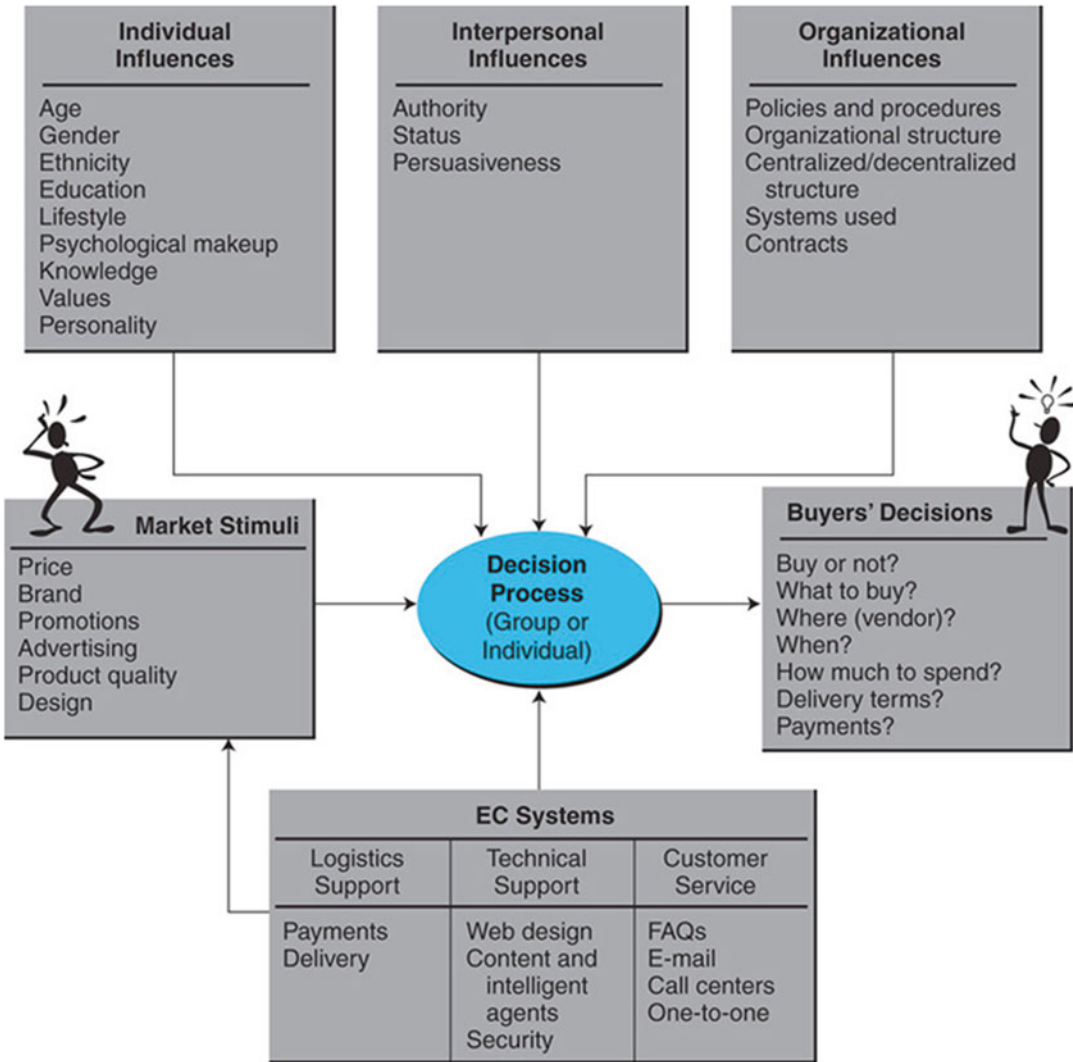 Individual
Influences
Age
Gender
Ethnicity
Education
Lifestyle
Psychological makeup
Knowledge
Values
Personality
Interpersonal
Influences
Authority
Status
Persuasiveness
Organizational
Influences
Policies and procedures
Organizational structure
Centralized/decentralized
structure
Systems used
Contracts
Market Stimuli
Price
Brand
Promotions
Advertising
Product quality
Design
Decision
Process
(Group or
Individual)
Buyers’ Decisions
Buy or not?
What to buy?
Where (vendor)?
When?
How much to spend?
Delivery terms?
Payments?
EC Systems
Logistics
Support
Payments
Delivery
Technical
Support
Web design
Content and
intelligent
agents
Security
Customer
Service
FAQs
E-mail
Call centers
One-to-one